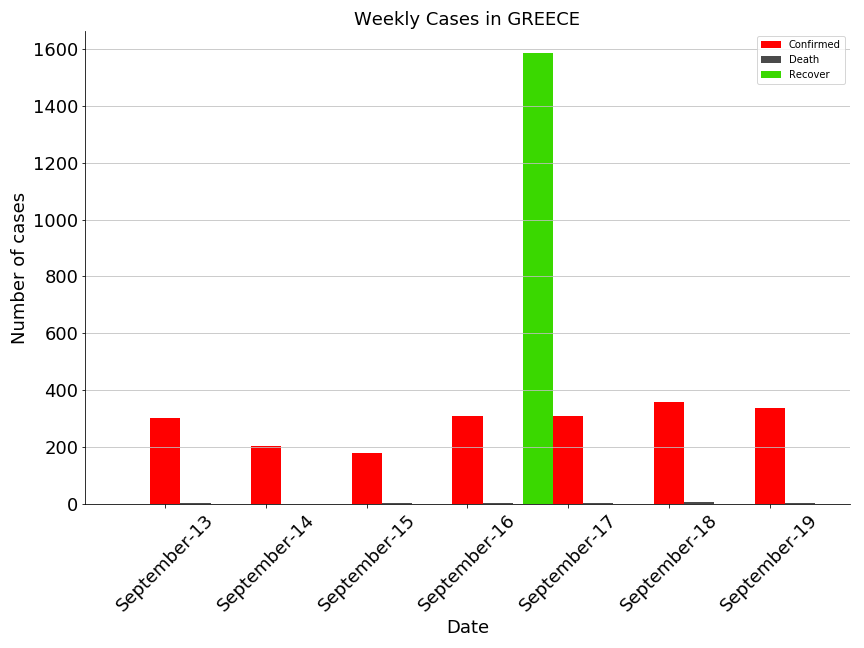 Weekly Cases in GREECE
Confirmed
Death
Recover
Number of cases
1600
1400
1200
1000
800
600
400
200
0
September-13
September-14
September-15
September-16
September-17
September-18
September-19
Date